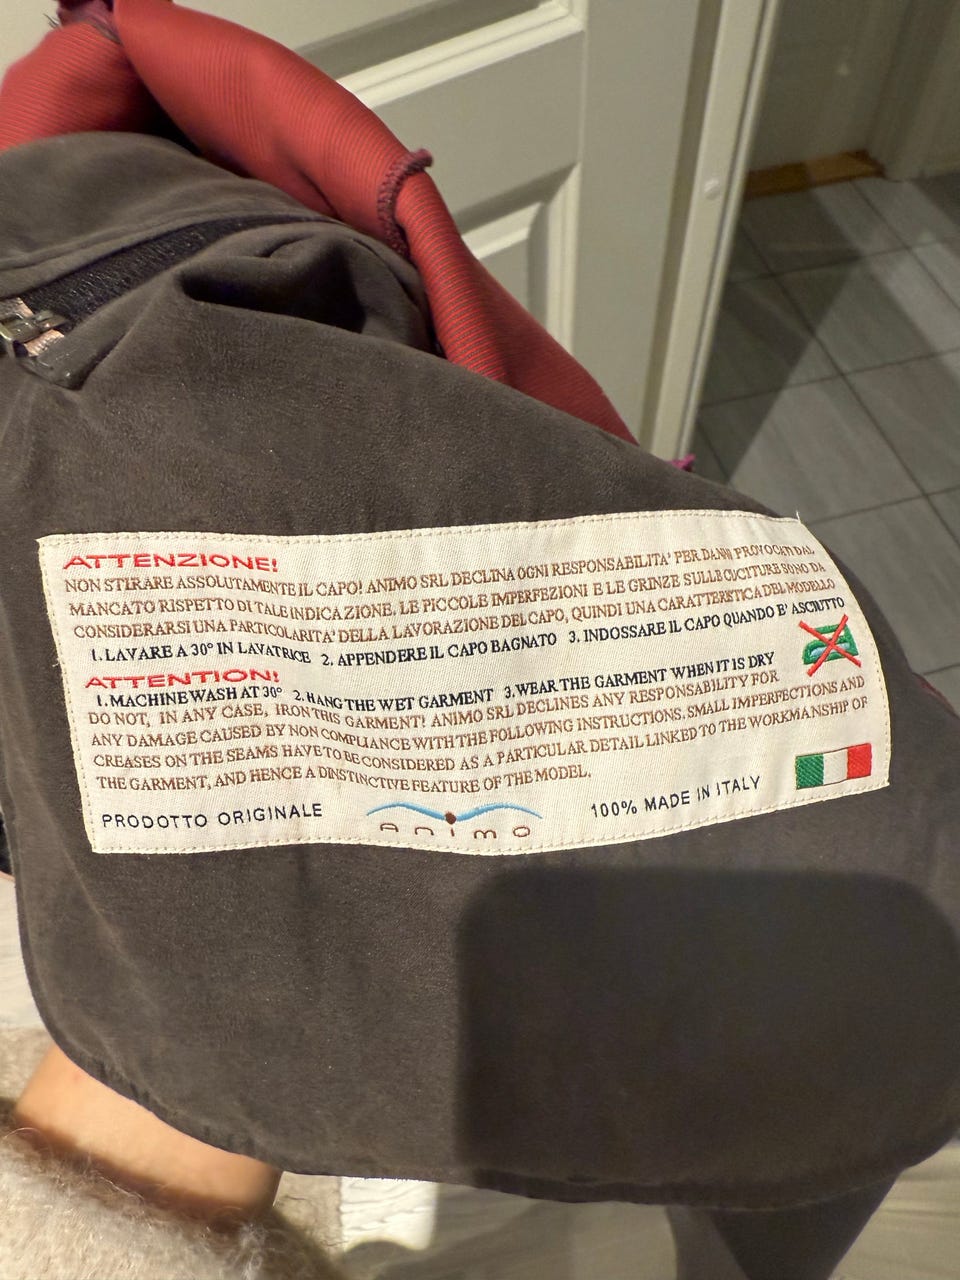 ATTENZIONE!
NON STIRARE ASSOLUTAMENTE IL CAPO! ANIMO SRL DECLINA OGNI RESPONSABILITA' PER DANNI PROVOCATI DAL
MANCATO RISPETTO DI TALE INDICAZIONE. LE PICCOLE IMPERFEZIONI E LE GRINZE SULLE CUCITURE SONO DA
CONSIDERARSI UNA PARTICOLARITA' DELLA LAVORAZIONE DEL CAPO, QUINDI UNA CARATTERISTICA DEL MODELLO
1. LAVARE A 30° IN LAVATRICE 2. APPENDERE IL CAPO BAGNATO 3. INDOSSARE IL CAPO QUANDO E' ASCIUTTO
ATTENTION!
1. MACHINE WASH AT 30° 2. HANG THE WET GARMENT 3. WEAR THE GARMENT WHEN IT IS DRY
DO NOT, IN ANY CASE, IRON THIS GARMENT! ANIMO SRL DECLINES ANY RESPONSABILITY FOR
ANY DAMAGE CAUSED BY NON COMPLIANCE WITH THE FOLLOWING INSTRUCTIONS. SMALL IMPERFECTIONS AND
CREASES ON THE SEAMS HAVE TO BE CONSIDERED AS A PARTICULAR DETAIL LINKED TO THE WORKMANSHIP OF
THE GARMENT, AND HENCE A DINSTINCTIVE FEATURE OF THE MODEL.
PRODOTTO ORIGINALE
animo
100% MADE IN ITALY